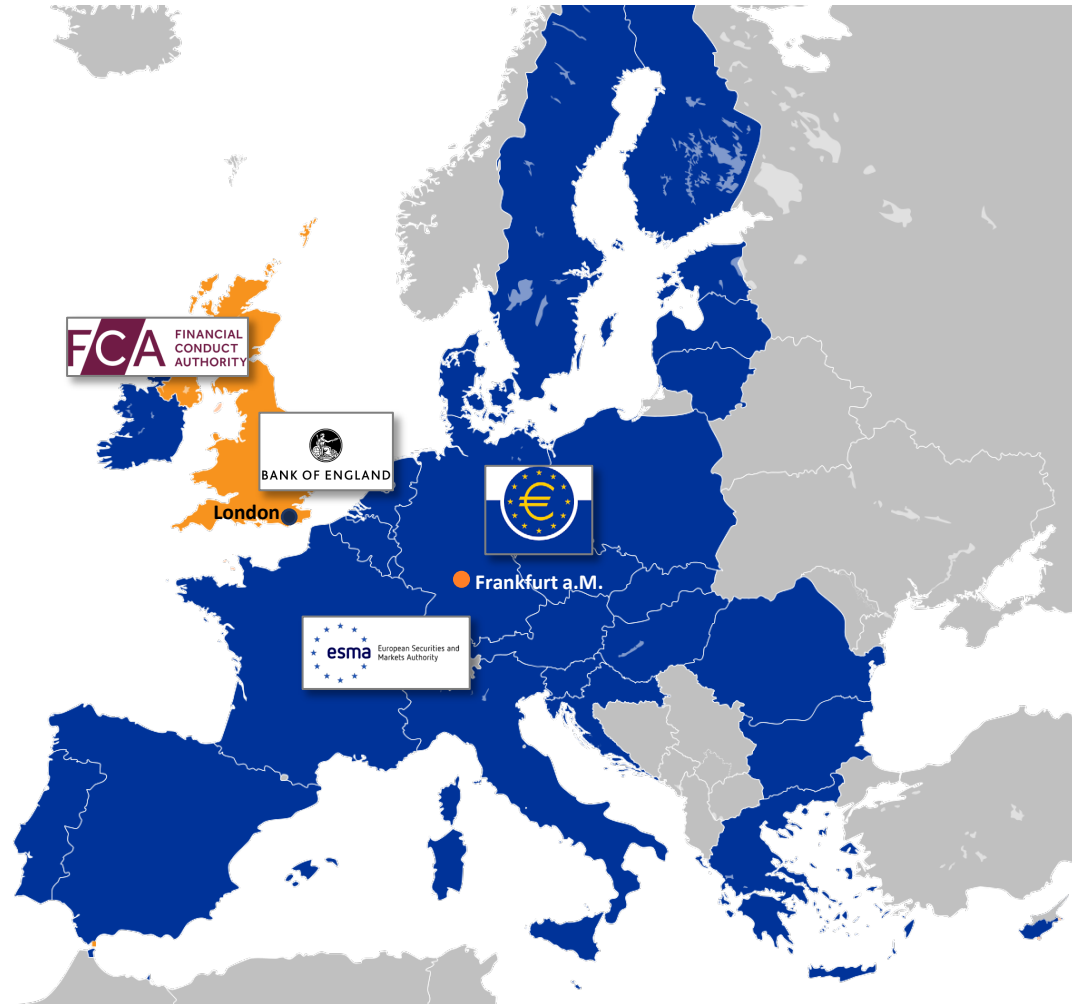 FCA
FINANCIAL
CONDUCT
AUTHORITY
BANK OF ENGLAND
London
€
Frankfurt a.M.
esma
European Securities and
Markets Authority